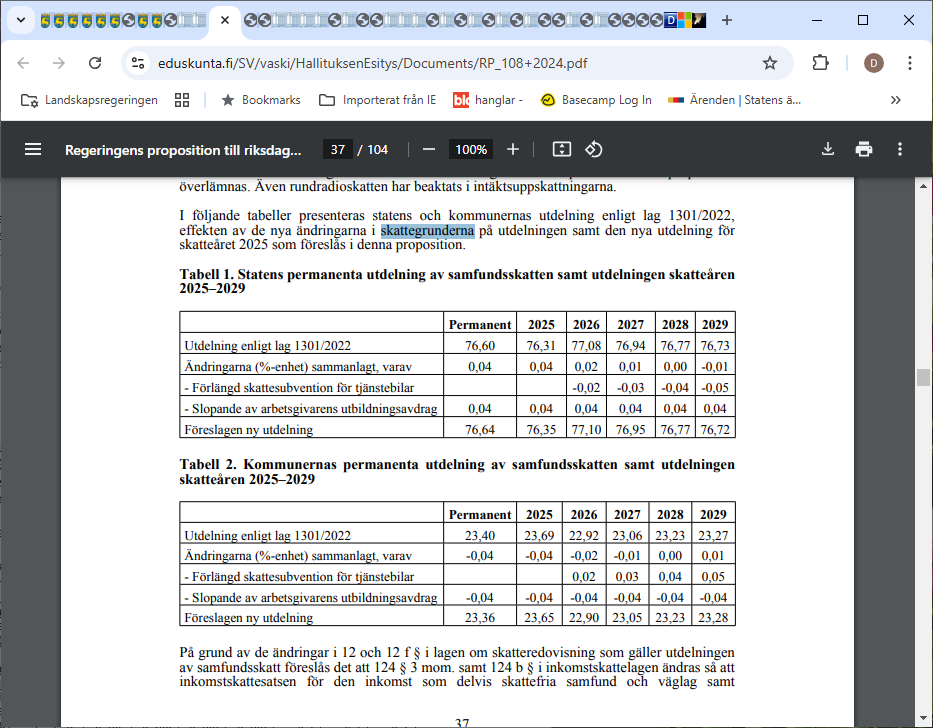 eduskunta.fi/SV/vaski/HallituksenEsitys/Documents/RP_108+2024.pdf
D
Landskapsregeringen Bookmarks Importerat från IE hanglar - Basecamp Log In Ärenden | Statens ä...
Regeringens proposition till riksdag... 37 / 104 100%
överlämnas. Även rundradioskatten har beaktats i intäktsuppskattningarna.
I följande tabeller presenteras statens och kommunernas utdelning enligt lag 1301/2022,
effekten av de nya ändringarna i skattegrunderna på utdelningen samt den nya utdelning för
skatteåret 2025 som föreslås i denna proposition.
Tabell 1. Statens permanenta utdelning av samfundsskatten samt utdelningen skatteåren
2025–2029
Permanent 2025 2026 2027 2028 2029
Utdelning enligt lag 1301/2022 76,60 76,31 77,08 76,94 76,77 76,73
Ändringarna (%-enhet) sammanlagt, varav 0,04 0,04 0,02 0,01 0,00 -0,01
- Förlängd skattesubvention för tjänstebilar -0,02 -0,03 -0,04 -0,05
- Slopande av arbetsgivarens utbildningsavdrag 0,04 0,04 0,04 0,04 0,04 0,04
Föreslagen ny utdelning 76,64 76,35 77,10 76,95 76,77 76,72
Tabell 2. Kommunernas permanenta utdelning av samfundsskatten samt utdelningen
skatteåren 2025–2029
Permanent 2025 2026 2027 2028 2029
Utdelning enligt 1301/2022 23,40 23,69 22,92 23,06 23,23 23,27
Ändringarna (%-enhet) sammanlagt, varav -0,04 -0,04 -0,02 -0,01 0,00 0,01
- Förlängd skattesubvention för tjänstebilar 0,02 0,03 0,04 0,05
- Slopande av arbetsgivarens utbildningsavdrag -0,04 -0,04 -0,04 -0,04 -0,04 -0,04
Föreslagen ny utdelning 23,36 23,65 22,90 23,05 23,23 23,28
På grund av de ändringar i 12 och 12 f § i lagen om skatteredovisning som gäller utdelningen
av samfundsskatt föreslås det att 124 § 3 mom. samt 124 b § i inkomstskattelagen ändras så att
inkomstskattesatsen för den inkomst som delvis skattefria samfund och väglag samt
37